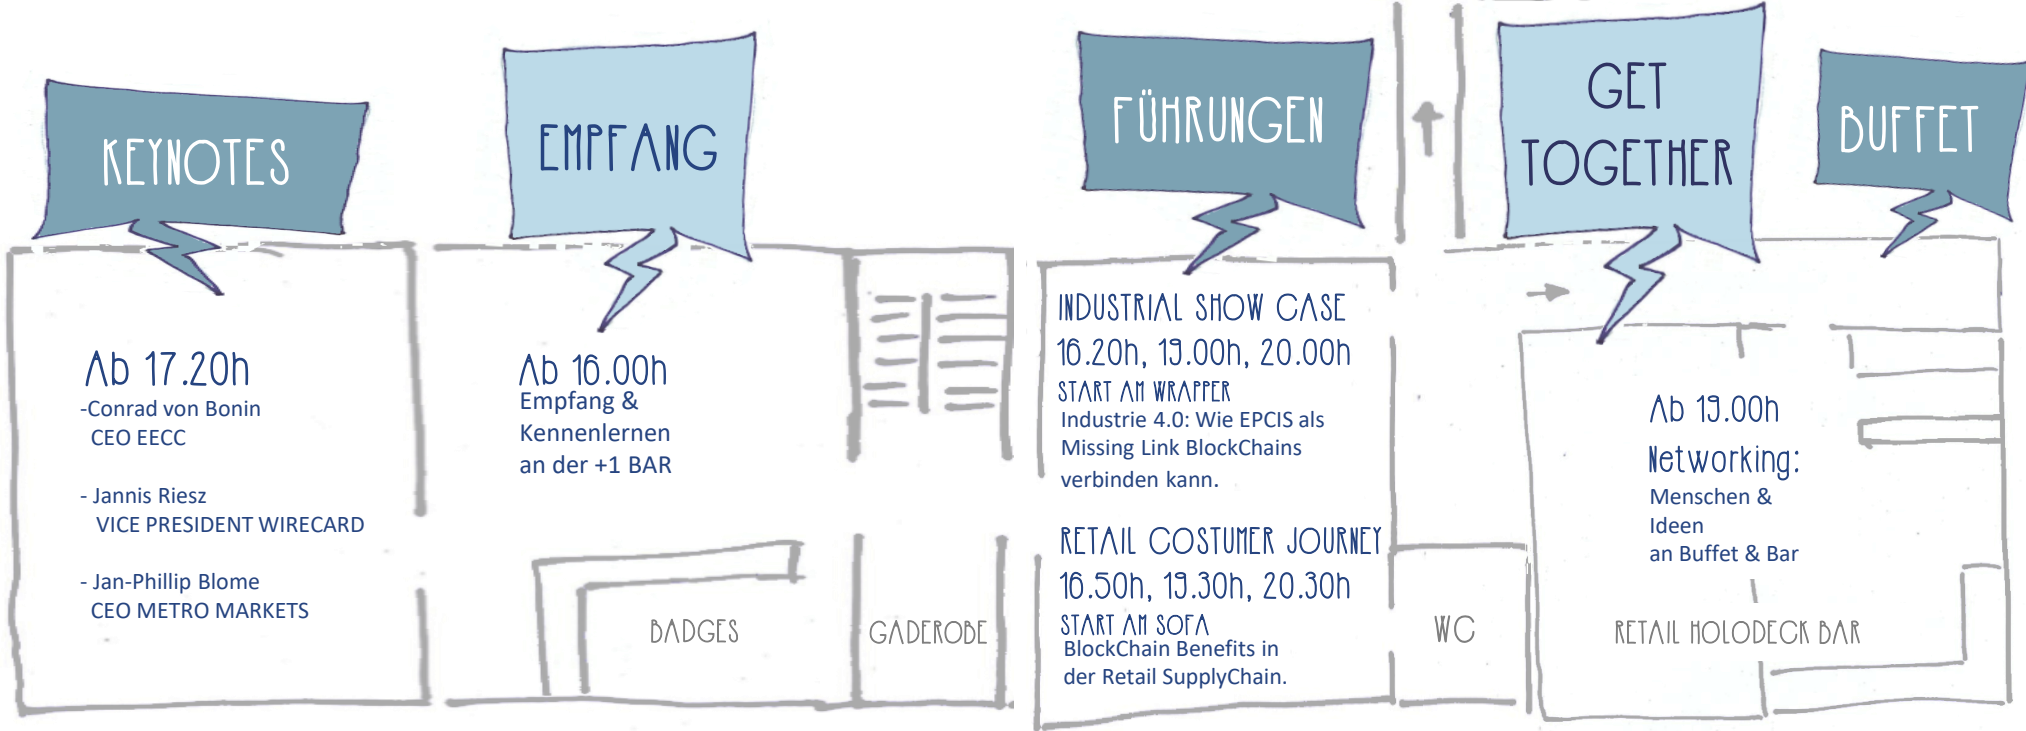 KEYNOTES
Ab 17.20h
-Conrad von Bonin
CEO EECC
- Jannis Riesz
VICE PRESIDENT WIRECARD
- Jan-Phillip Blome
CEO METRO MARKETS
EMPFANG
Ab 16.00h
Empfang &
Kennenlernen
an der +1 BAR
BADGES
GADEROBE
FÜHRUNGEN
INDUSTRIAL SHOW CASE
16.20h, 19.00h, 20.00h
START AM WRAPPER
Industrie 4.0: Wie EPCIS als
Missing Link BlockChains
verbinden kann.
RETAIL COSTUMER JOURNEY
16.50h, 19.30h, 20.30h
START AM SOFA
BlockChain Benefits in
der Retail SupplyChain.
WC
GET
TOGETHER
BUFFET
Ab 19.00h
Networking:
Menschen &
Ideen
an Buffet & Bar
RETAIL HOLODECK BAR